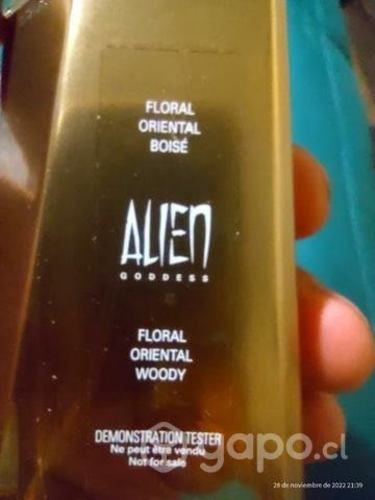 FLORAL
ORIENTAL
BOISÉ
ALIEN
GODDESS
FLORAL
ORIENTAL
WOODY
DEMONSTRATION TESTER
Ne peut être vendu
Not for sale
yapo.cl
28 de noviembre de 2022 21:39